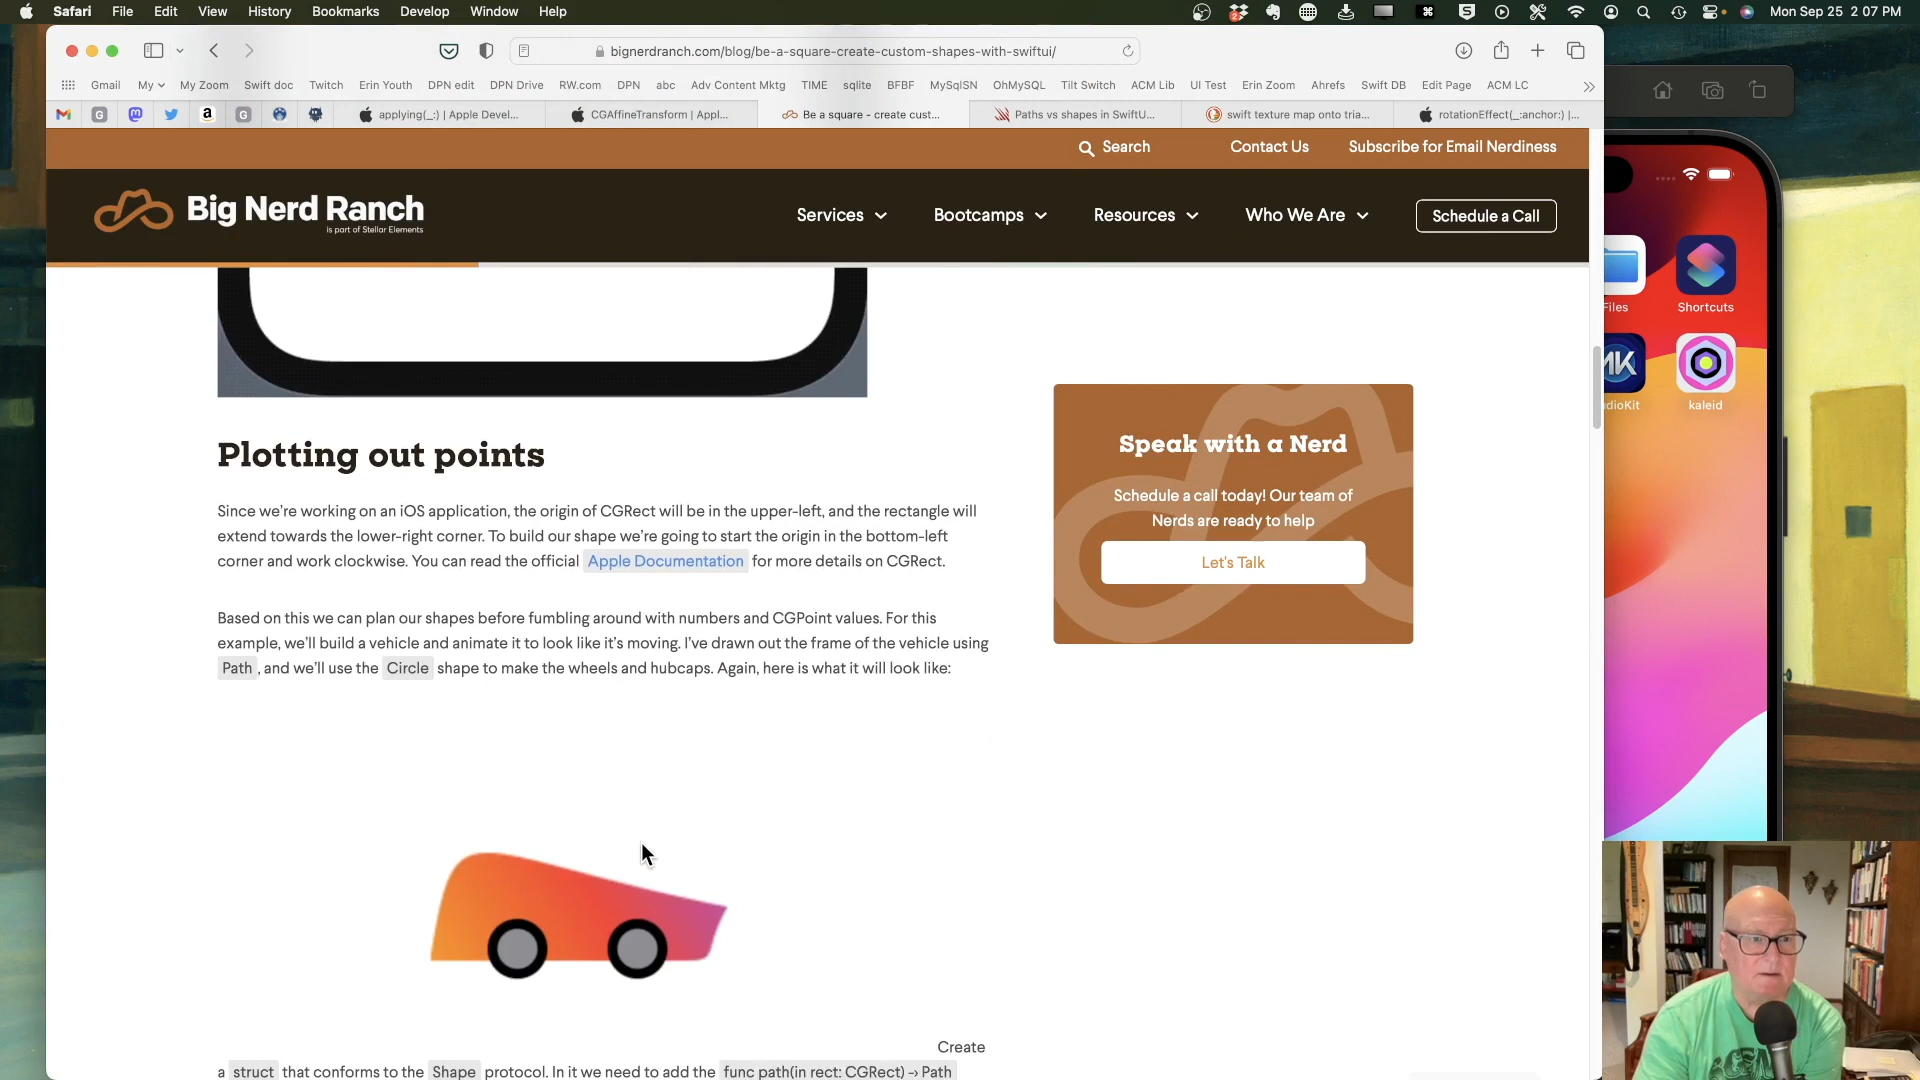 Safari File Edit View History Bookmarks Develop Window Help
Mon Sep 25 2 07 PM
bignerdranch.com/blog/be-a-square-create-custom-shapes-with-swiftui/
Gmail My My Zoom Swift doc Twitch Erin Youth DPN edit DPN Drive RW.com DPN abc Adv Content Mktg TIME sqlite BFBF MySqlSN OhMySQL Tilt Switch ACM Lib UI Test Erin Zoom Ahrefs Swift DB Edit Page ACM LC
applying(_:) | Apple Devel...
CGAffineTransform | Appl...
Be a square - create cust...
Paths vs shapes in SwiftU...
swift texture map onto tria...
rotationEffect(_:anchor:) |...
Search
Contact Us
Subscribe for Email Nerdiness
Big Nerd Ranch
is part of Stellar Elements
Services
Bootcamps
Resources
Who We Are
Schedule a Call
Files
Shortcuts
kaleid
Plotting out points
Since we're working on an iOS application, the origin of CGRect will be in the upper-left, and the rectangle will
extend towards the lower-right corner. To build our shape we're going to start the origin in the bottom-left
corner and work clockwise. You can read the official Apple Documentation for more details on CGRect.
Based on this we can plan our shapes before fumbling around with numbers and CGPoint values. For this
example, we'll build a vehicle and animate it to look like it's moving. I've drawn out the frame of the vehicle using
Path , and we'll use the Circle shape to make the wheels and hubcaps. Again, here is what it will look like:
Speak with a Nerd
Schedule a call today! Our team of
Nerds are ready to help
Let's Talk
Create
a struct that conforms to the Shape protocol. In it we need to add the func path(in rect: CGRect) -> Path